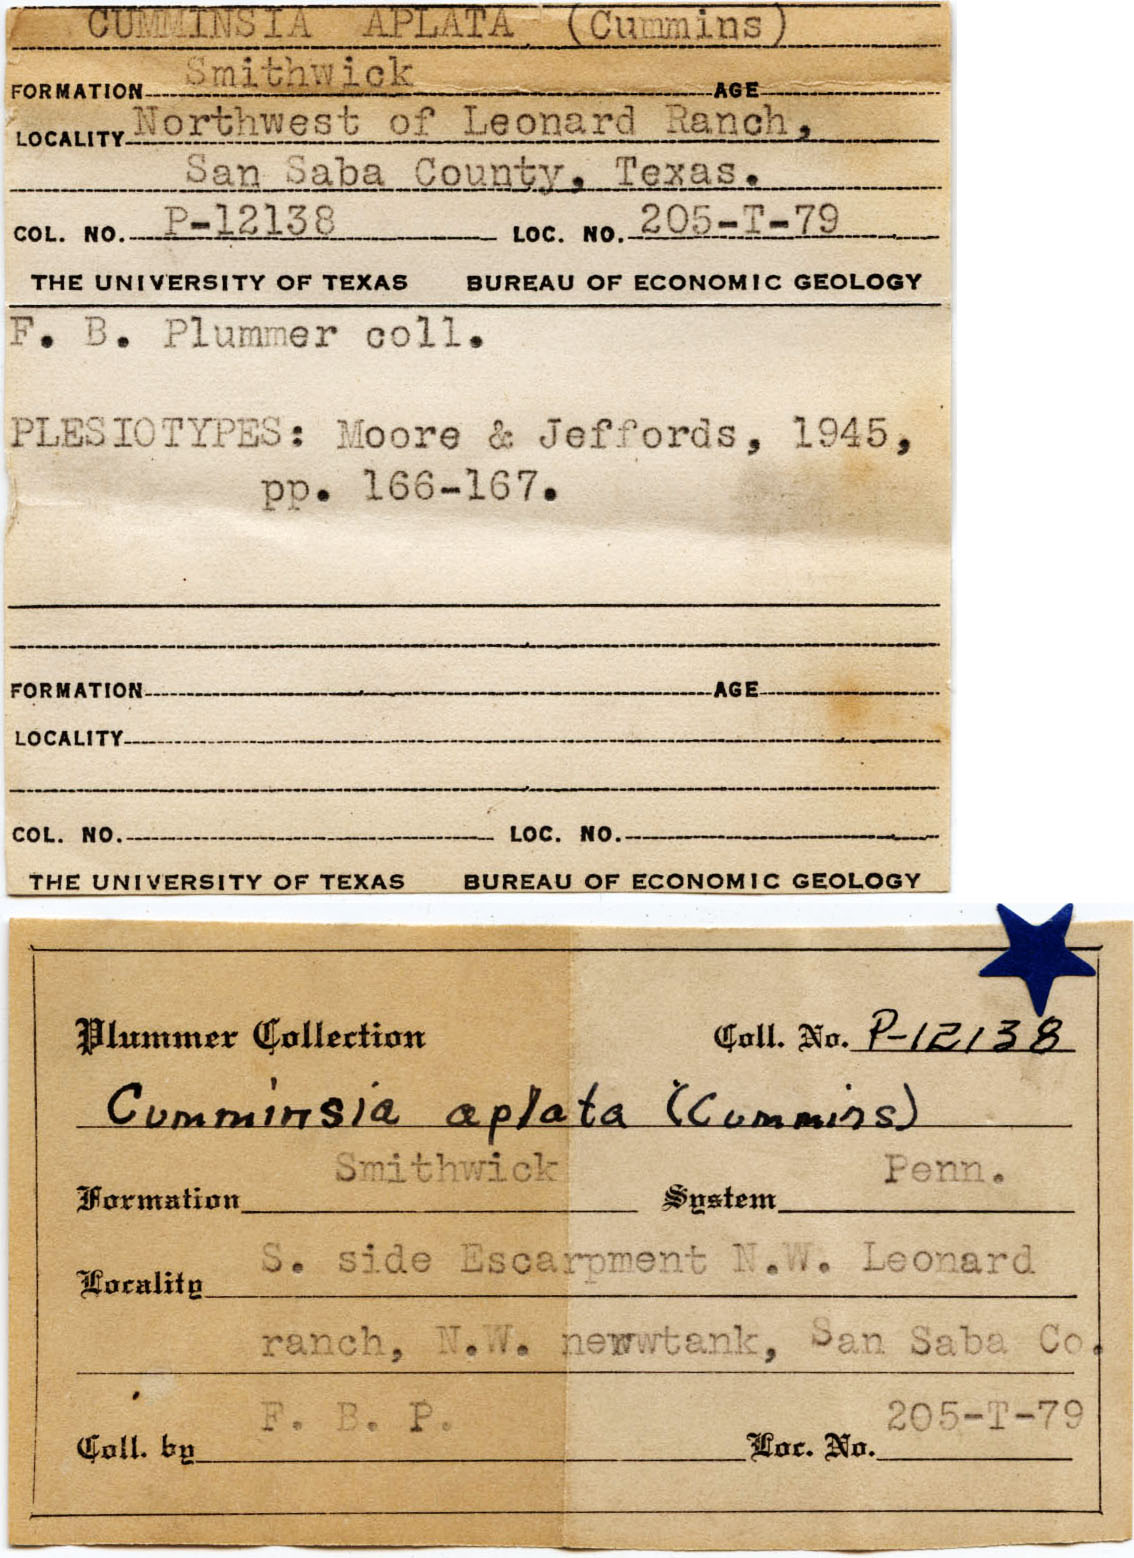 CUMMINSIA APLATA (Cummins)
FORMATION Smithwick AGE
LOCALITY Northwest of Leonard Ranch,
San Saba County, Texas.
COL. NO. P-12138 LOC. NO. 205-T-79
THE UNIVERSITY OF TEXAS BUREAU OF ECONOMIC GEOLOGY
F. B. Plummer coll.
PLESIOTYPES: Moore & Jeffords, 1945,
pp. 166-167.
FORMATION AGE
LOCALITY
COL. NO. LOC. NO.
THE UNIVERSITY OF TEXAS BUREAU OF ECONOMIC GEOLOGY
Plummer Collection Coll. No. P-12138
Cumminsia aplata (Cummins)
Formation Smithwick System Penn.
Locality S. side Escarpment N.W. Leonard
ranch, N.W. newwtank, San Saba Co.
Coll. by F. B. P. Loc. No. 205-T-79